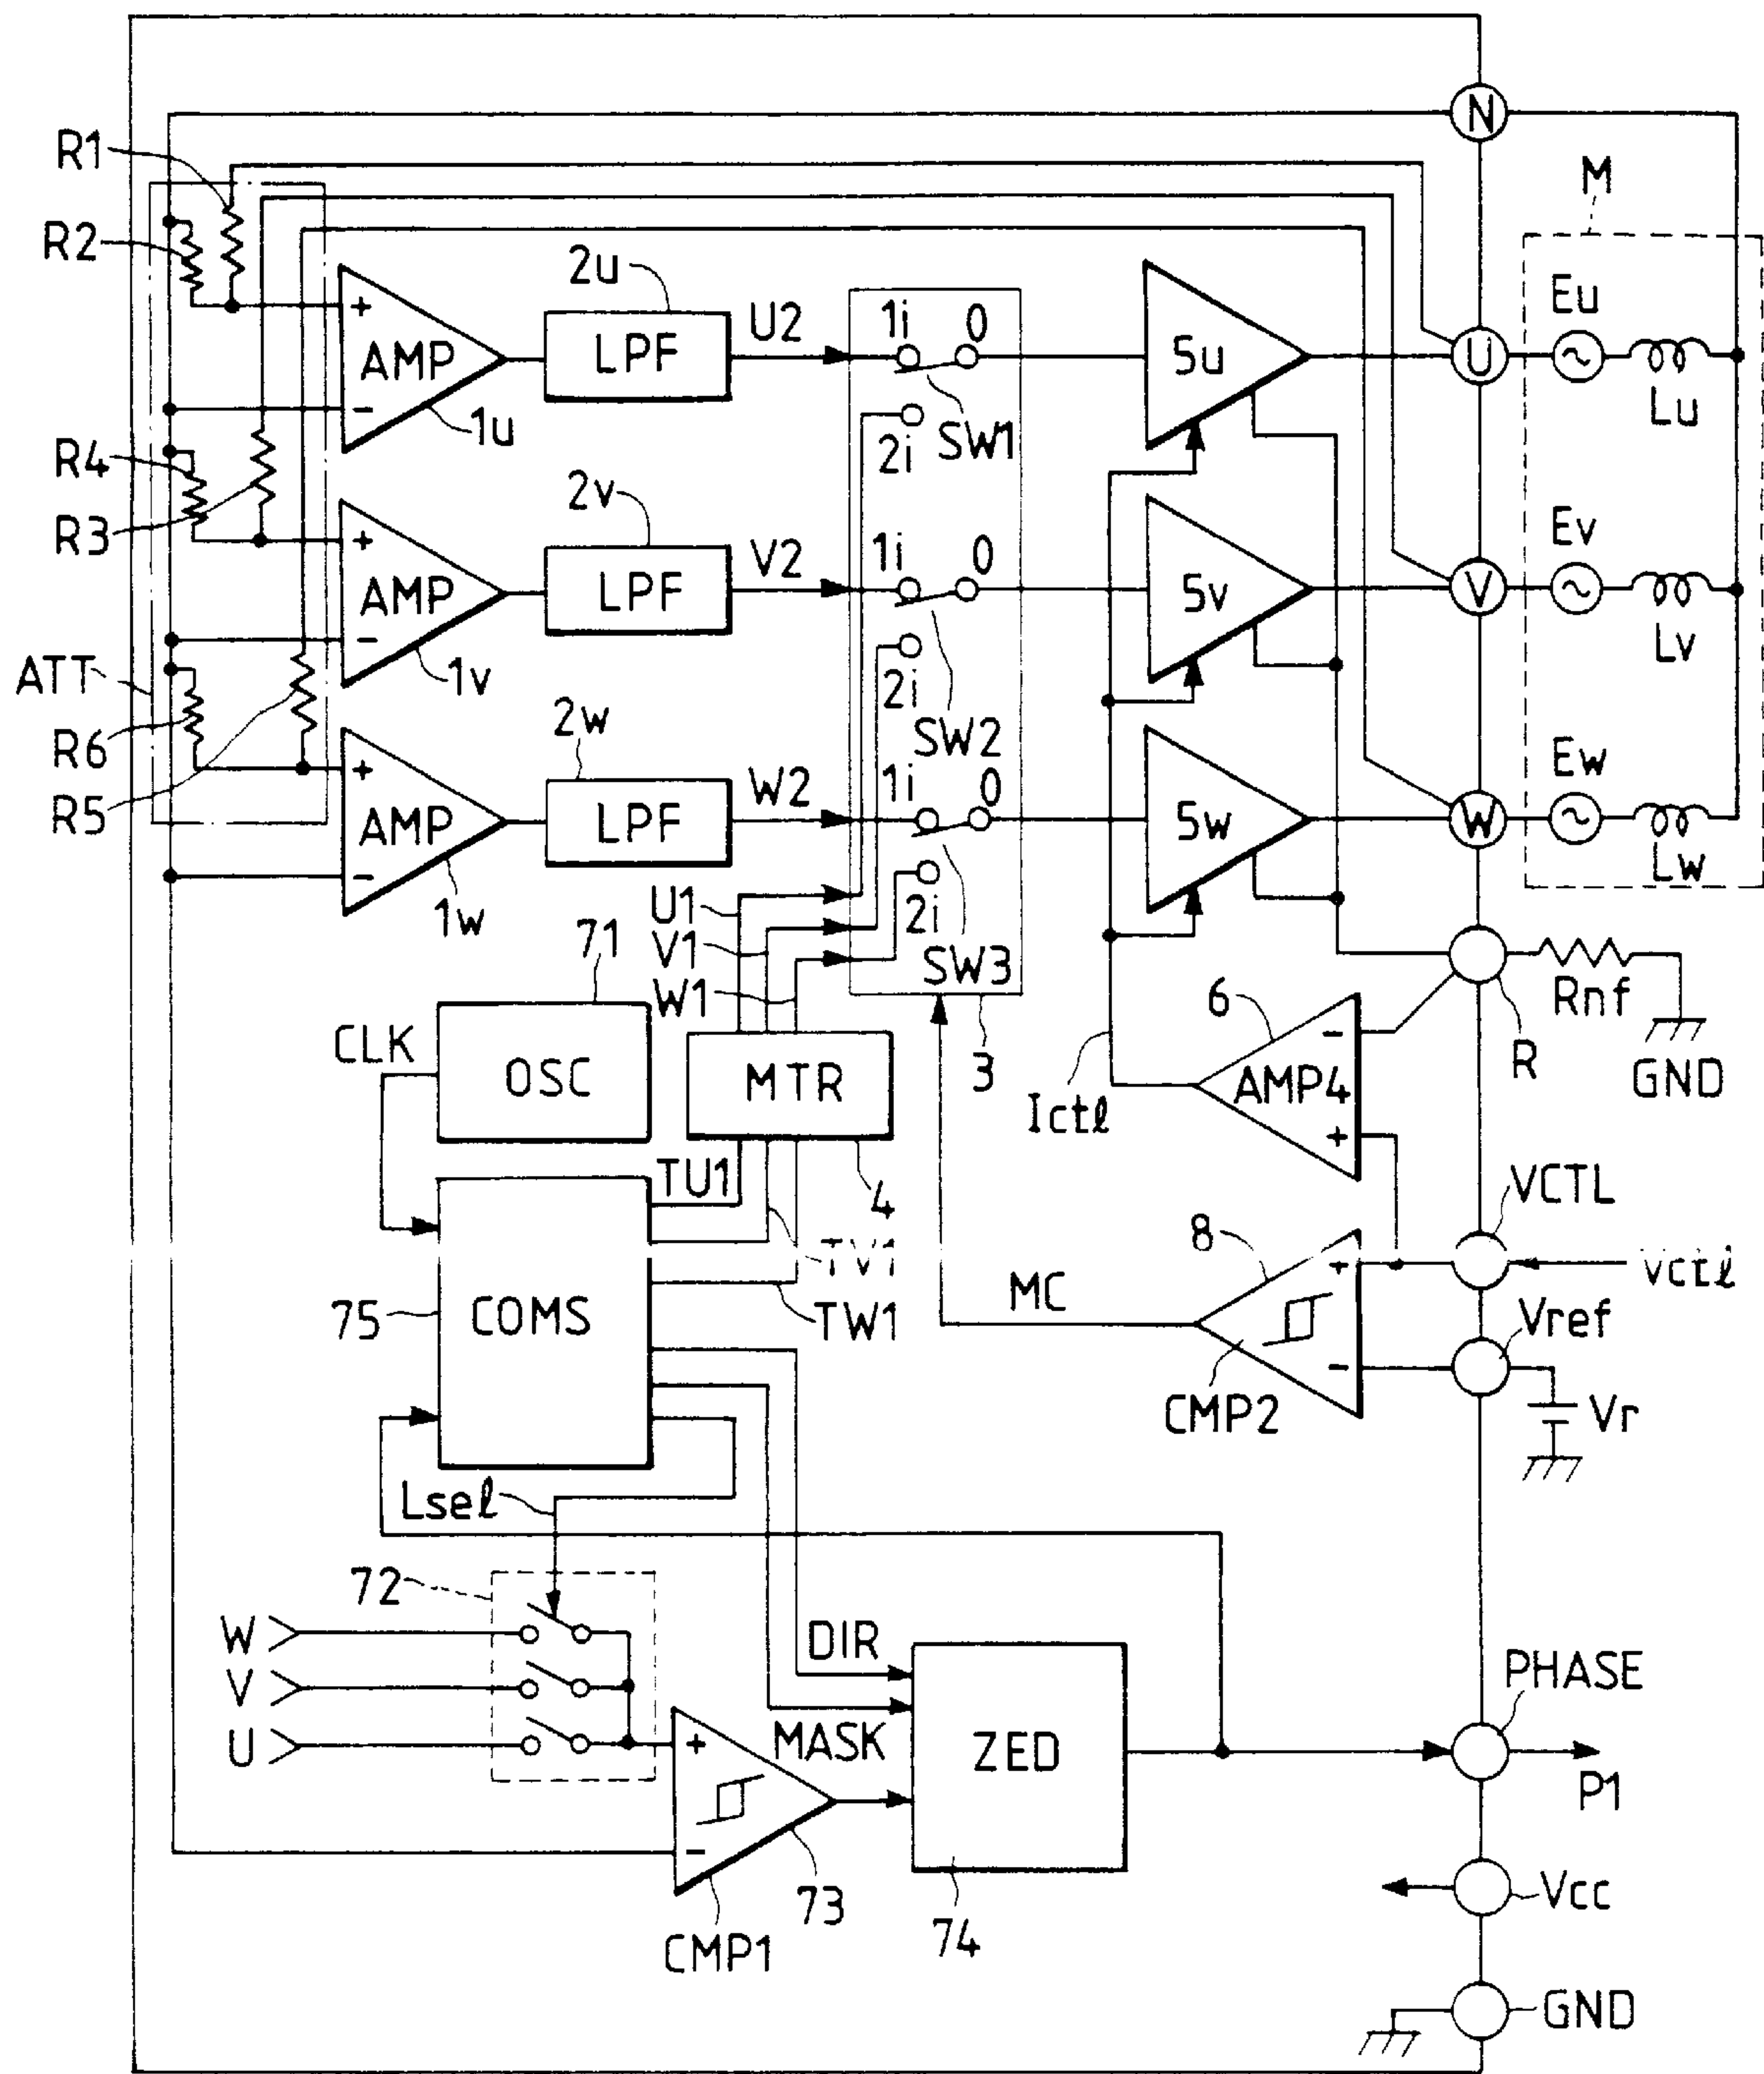 N
R1
M
R2
2u
Eu
U2
1i
0
+
AMP
LPF
5u
U
-
1u
Lu
2i
SW1
R4
2v
R3
Ev
V2
1i
0
+
AMP
LPF
5v
V
-
1v
Lv
ATT
2i
SW2
R6
2w
Ew
W2
1i
0
+
R5
AMP
LPF
5w
W
-
1w
Lw
U1
2i
V1
SW3
71
W1
6
Rnf
-
R
CLK
OSC
MTR
3
Ictl
AMP4
GND
+
TU1
4
VCTL
8
TV1
+
Vctl
75
COMS
TW1
MC
Vref
-
CMP2
Vr
Lsel
72
W
DIR
PHASE
V
U
+
MASK
ZED
P1
-
73
Vcc
CMP1
74
GND